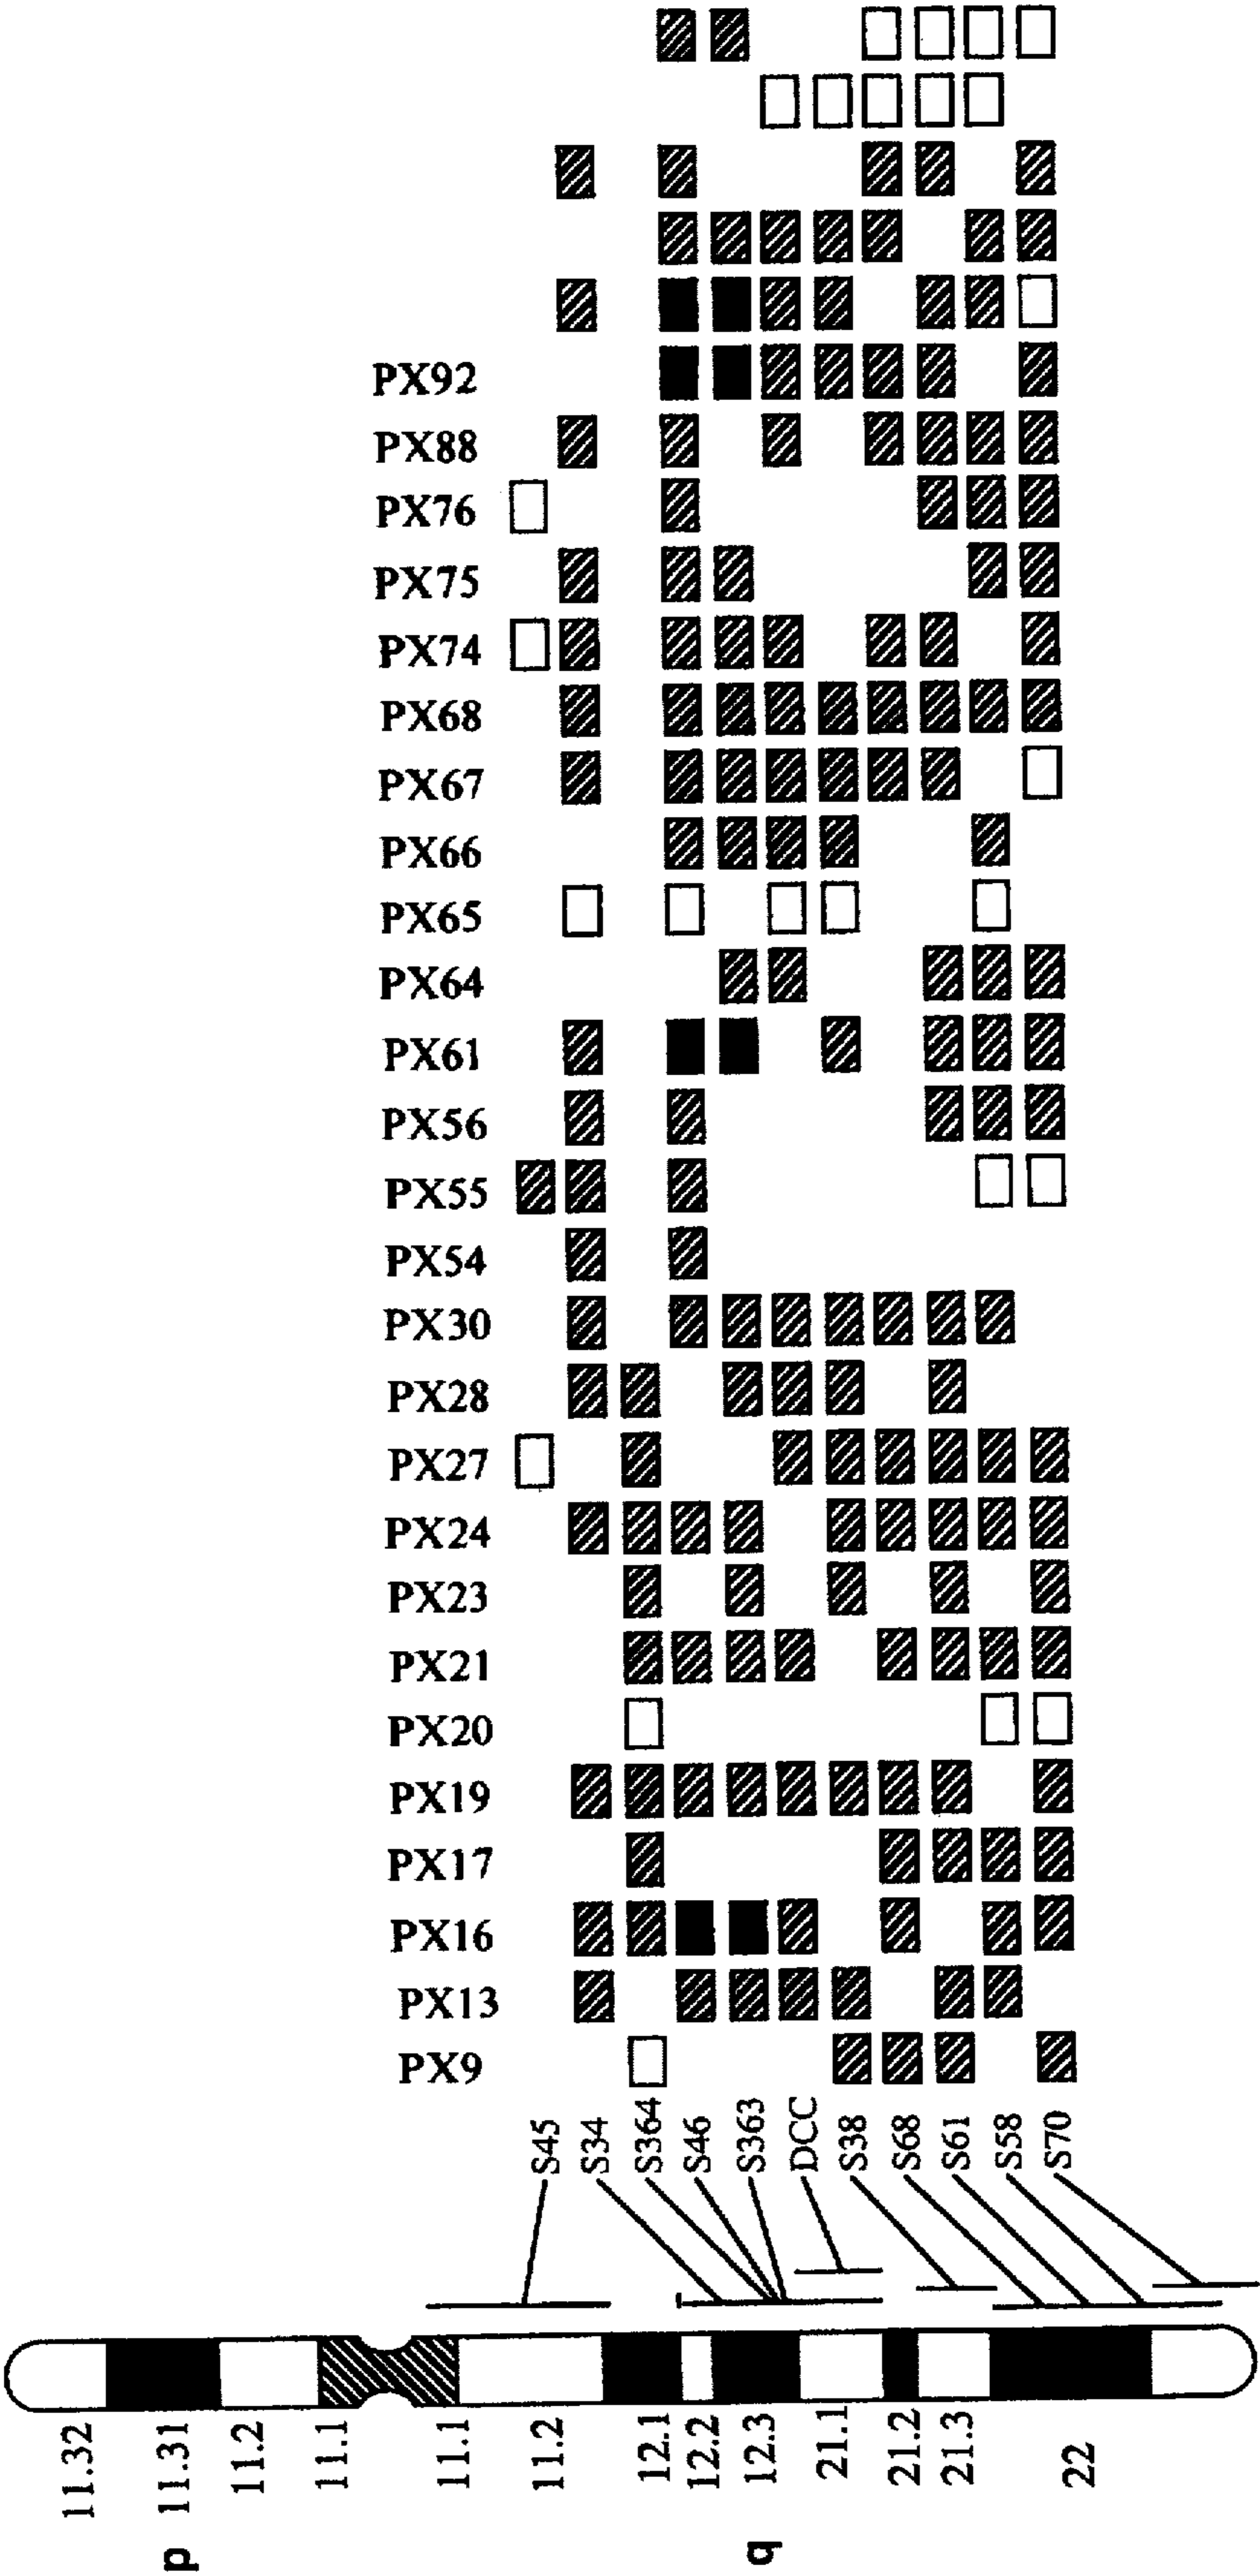 PX92
PX88
PX76
PX75
PX74
PX68
PX67
PX66
PX65
PX64
PX61
PX56
PX55
PX54
PX30
PX28
PX27
PX24
PX23
PX21
PX20
PX19
PX17
PX16
PX13
PX9
S45
S34
S364
S46
S363
DCC
S38
S68
S61
S58
S70
11.32
11.31
11.2
11.1
11.1
11.2
12.1
12.2
12.3
21.1
21.2
21.3
22
p
q